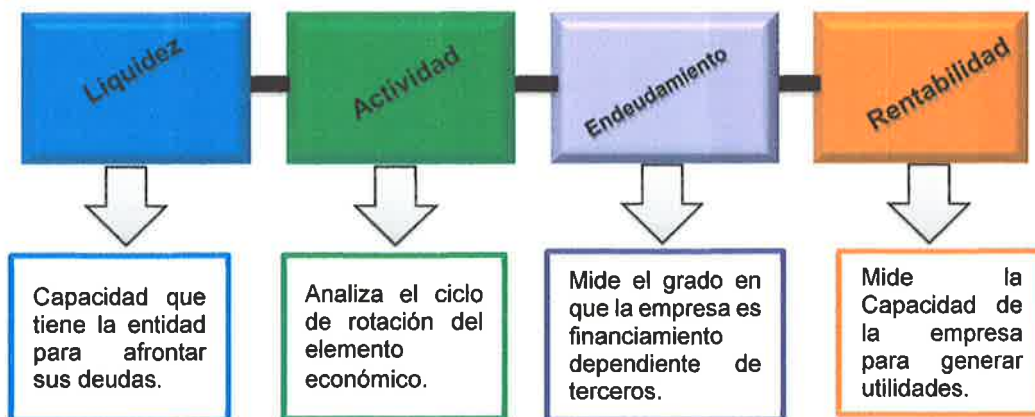 Liquidez
Actividad
Endeudamiento
Rentabilidad
Capacidad que
tiene la entidad
para afrontar
sus deudas.
Analiza el ciclo
de rotación del
elemento
económico.
Mide el grado en
que la empresa es
financiamiento
dependiente de
terceros.
Mide la
Capacidad de
la empresa
para generar
utilidades.